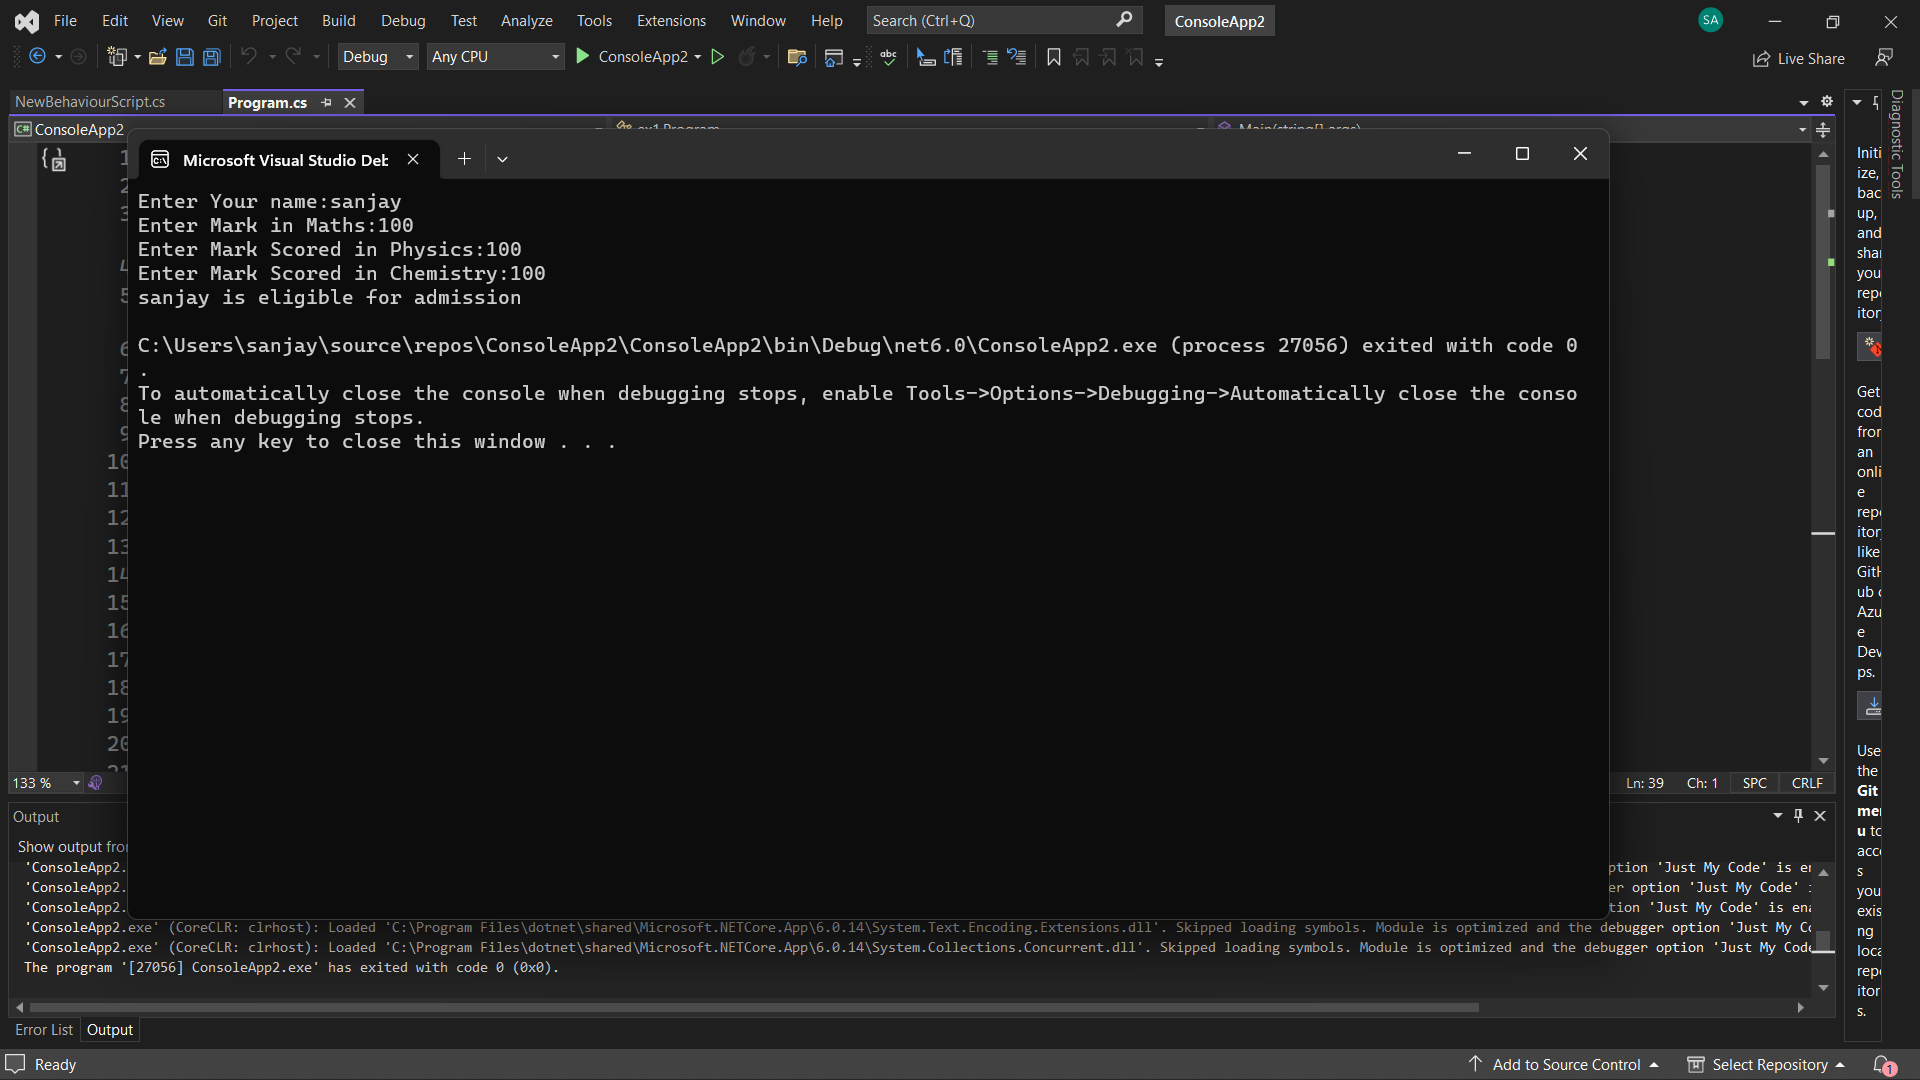 File Edit View Git Project Build Debug Test Analyze Tools Extensions Window Help Search (Ctrl+Q) ConsoleApp2 SA
Debug Any CPU ConsoleApp2 abc Live Share
NewBehaviourScript.cs Program.cs
C# ConsoleApp2 ex1.Program Main(string[] args)
Microsoft Visual Studio Deb
Enter Your name:sanjay
Enter Mark in Maths:100
Enter Mark Scored in Physics:100
Enter Mark Scored in Chemistry:100
sanjay is eligible for admission
C:\Users\sanjay\source\repos\ConsoleApp2\ConsoleApp2\bin\Debug\net6.0\ConsoleApp2.exe (process 27056) exited with code 0
.
To automatically close the console when debugging stops, enable Tools->Options->Debugging->Automatically close the conso
le when debugging stops.
Press any key to close this window . . .
1
2
3
4
5
6
7
8
9
10
11
12
13
14
15
16
17
18
19
20
21
133 % Ln: 39 Ch: 1 SPC CRLF
Output
Show output fro
'ConsoleApp2. ption 'Just My Code' is en
'ConsoleApp2. er option 'Just My Code'
'ConsoleApp2. tion 'Just My Code' is ena
'ConsoleApp2.exe' (CoreCLR: clrhost): Loaded 'C:\Program Files\dotnet\shared\Microsoft.NETCore.App\6.0.14\System.Text.Encoding.Extensions.dll'. Skipped loading symbols. Module is optimized and the debugger option 'Just My Co
'ConsoleApp2.exe' (CoreCLR: clrhost): Loaded 'C:\Program Files\dotnet\shared\Microsoft.NETCore.App\6.0.14\System.Collections.Concurrent.dll'. Skipped loading symbols. Module is optimized and the debugger option 'Just My Code
The program '[27056] ConsoleApp2.exe' has exited with code 0 (0x0).
Error List Output
Ready Add to Source Control Select Repository 1
Diagnostic Tools
Initi
ize,
bac
up,
and
sha
you
rep
itor
Get
cod
fror
an
onli
e
rep
itor
like
GitH
ub
Azu
e
Dev
ps.
Use
the
Git
me
u to
acc
s
you
exis
ng
loca
rep
itor
s.